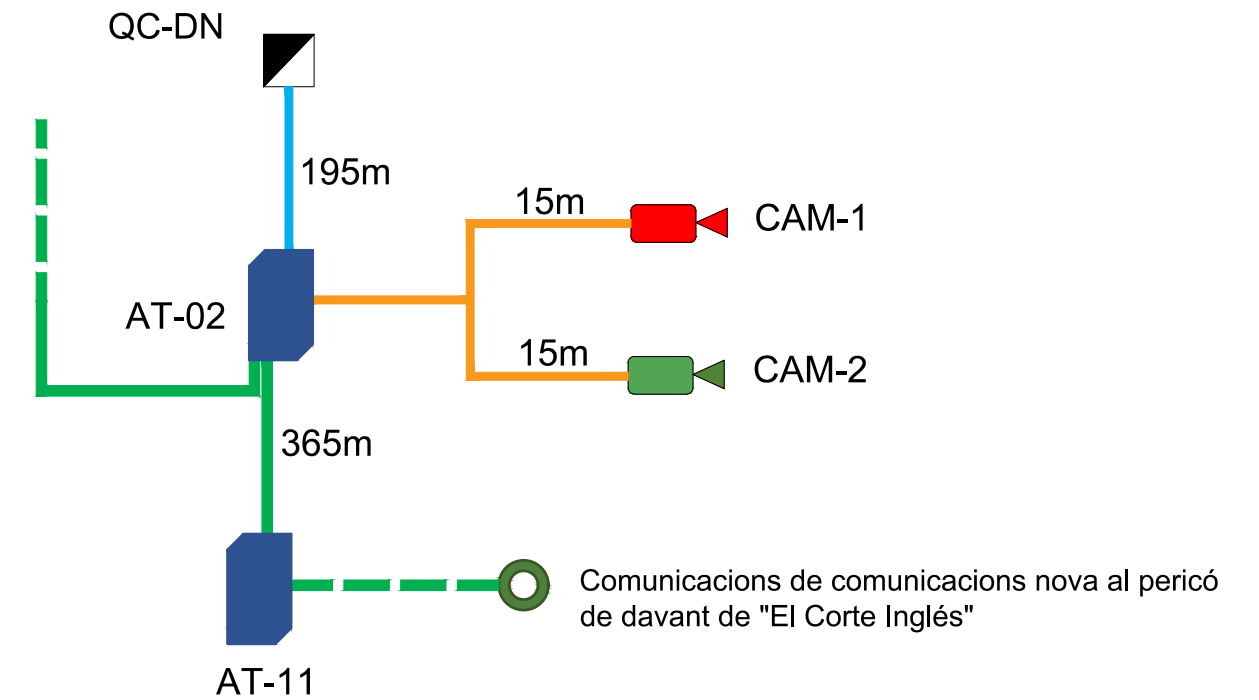 QC-DN
195m
15m
CAM-1
AT-02
15m
CAM-2
365m
Comunicacions de comunicacions nova al pericó
de davant de "El Corte Inglés"
AT-11